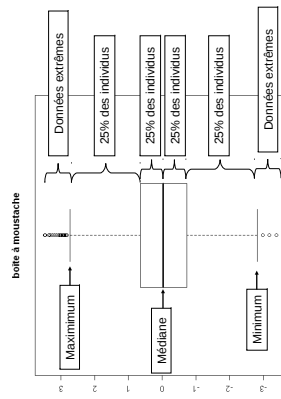 boite à moustache
Données extrêmes
25% des individus
25% des individus
25% des individus
25% des individus
Données extrêmes
Maximimum
Médiane
Minimum
3
2
1
0
-1
-2
-3